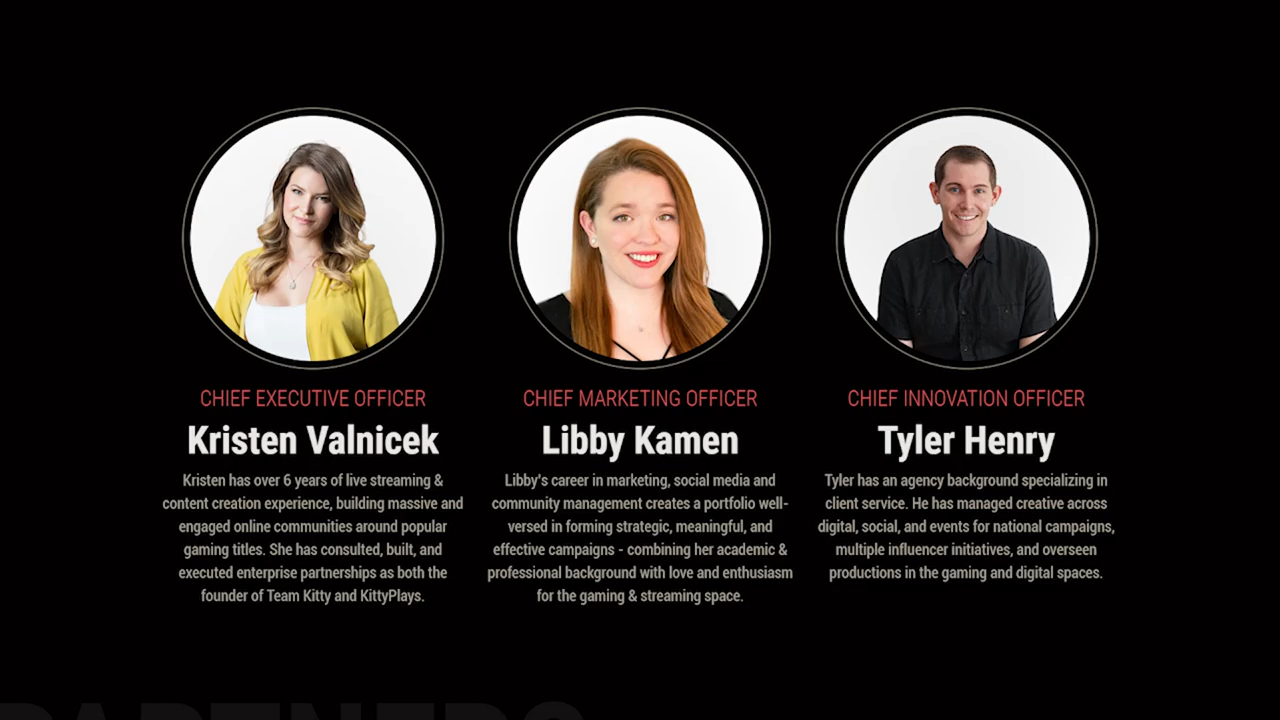 CHIEF EXECUTIVE OFFICER
Kristen Valnicek
Kristen has over 6 years of live streaming &
content creation experience, building massive and
engaged online communities around popular
gaming titles. She has consulted, built, and
executed enterprise partnerships as both the
founder of Team Kitty and KittyPlays.
CHIEF MARKETING OFFICER
Libby Kamen
Libby's career in marketing, social media and
community management creates a portfolio well-
versed in forming strategic, meaningful, and
effective campaigns - combining her academic &
professional background with love and enthusiasm
for the gaming & streaming space.
CHIEF INNOVATION OFFICER
Tyler Henry
Tyler has an agency background specializing in
client service. He has managed creative across
digital, social, and events for national campaigns,
multiple influencer initiatives, and overseen
productions in the gaming and digital spaces.
PARTNERS